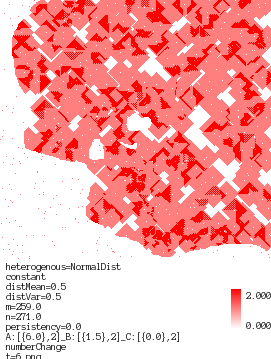 heterogenous=NormalDist
constant
distMean=0.5
distVar=0.5
m=259.0
n=271.0
persistency=0.0
A:[{6.0},2]_B:[{1.5},2]_C:[{0.0},2]
numberChange
t=6.png
2.000
0.000